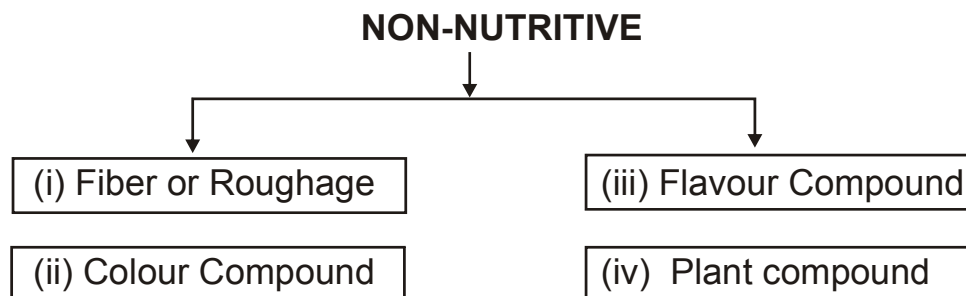 NON-NUTRITIVE
(i) Fiber or Roughage
(iii) Flavour Compound
(ii) Colour Compound
(iv) Plant compound